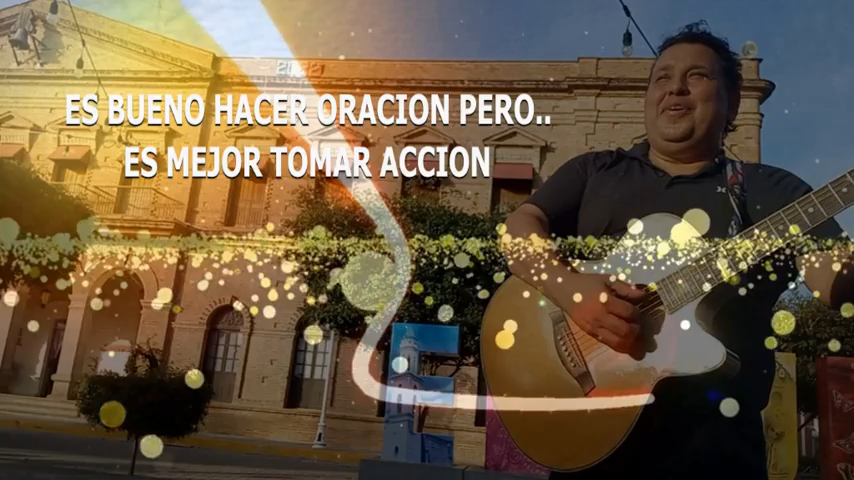 ES BUENO HACER ORACION PERO..
ES MEJOR TOMAR ACCION